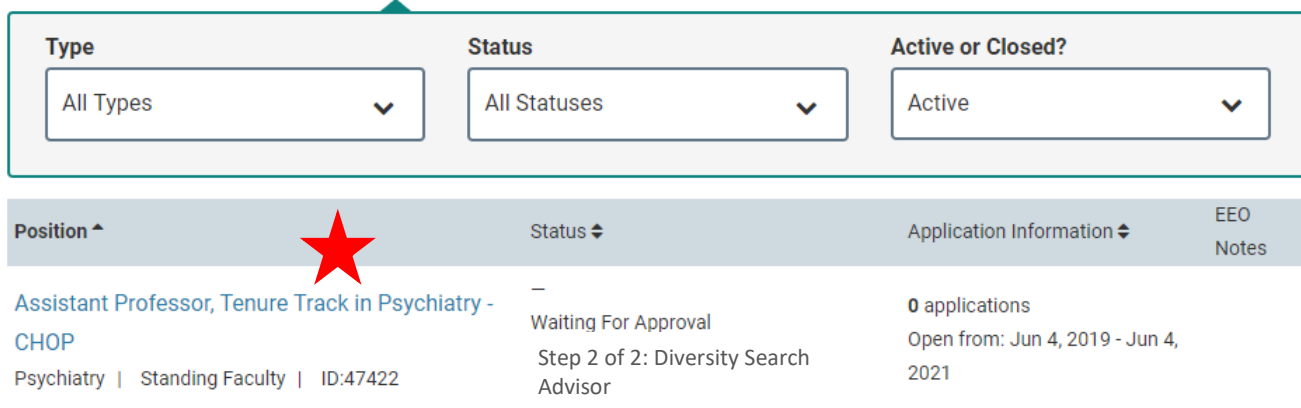 Type
Status
Active or Closed?
All Types
All Statuses
Active
Position
Status
Application Information
EEO
Notes
Assistant Professor, Tenure Track in Psychiatry -
CHOP
Psychiatry | Standing Faculty | ID:47422
–
Waiting For Approval
Step 2 of 2: Diversity Search
Advisor
0 applications
Open from: Jun 4, 2019 - Jun 4,
2021